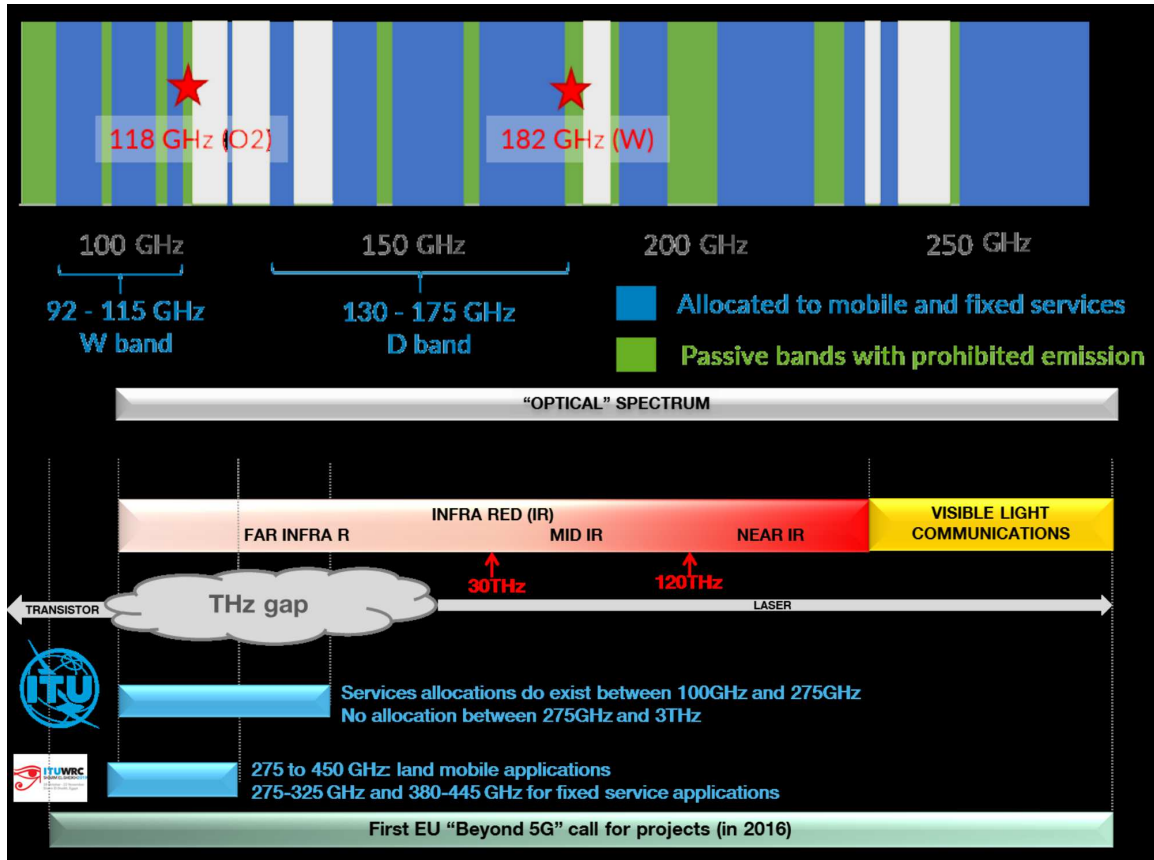 118 GHz (O2)
182 GHz (W)
100 GHz
150 GHz
200 GHz
250 GHz
92 - 115 GHz
W band
130 - 175 GHz
D band
Allocated to mobile and fixed services
Passive bands with prohibited emission
“OPTICAL” SPECTRUM
INFRA RED (IR)
FAR INFRA R
MID IR
NEAR IR
VISIBLE LIGHT
COMMUNICATIONS
30THz
120THz
TRANSISTOR
THz gap
LASER
ITU
Services allocations do exist between 100GHz and 275GHz
No allocation between 275GHz and 3THz
ITUWRC
275 to 450 GHz: land mobile applications
275-325 GHz and 380-445 GHz for fixed service applications
First EU “Beyond 5G” call for projects (in 2016)